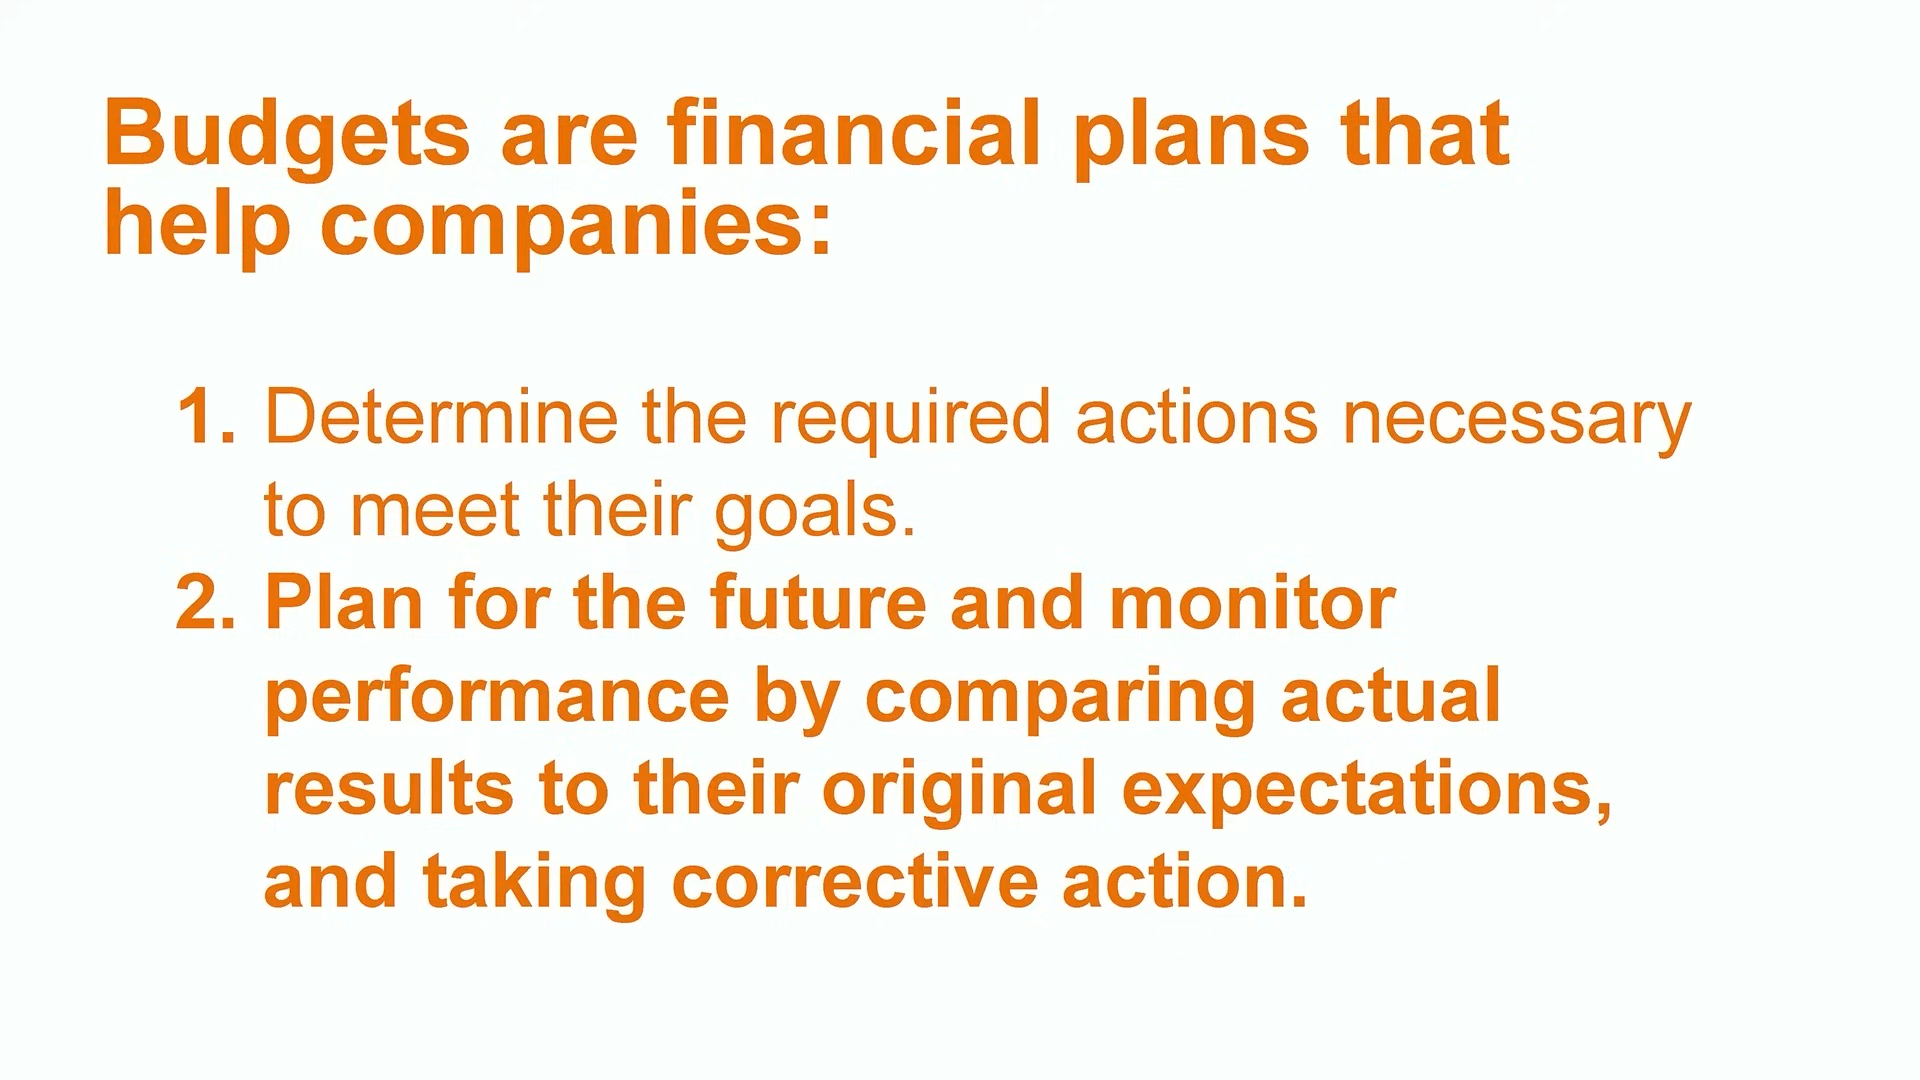 Budgets are financial plans that
help companies:
1. Determine the required actions necessary
to meet their goals.
2. Plan for the future and monitor
performance by comparing actual
results to their original expectations,
and taking corrective action.